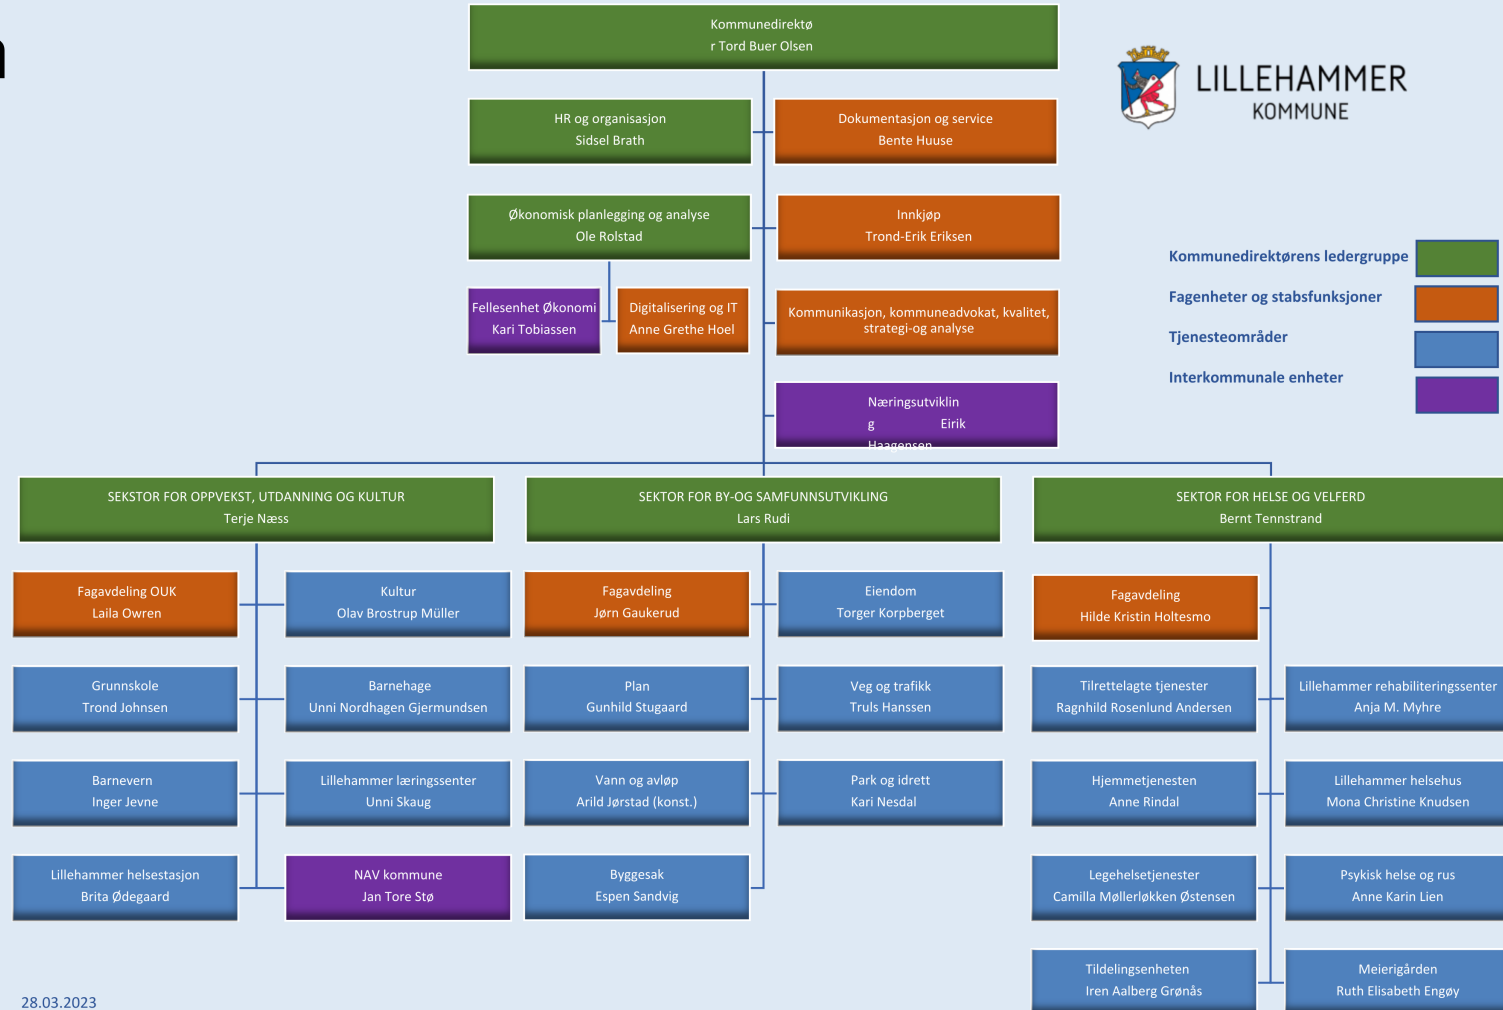 n
Kommunedirektø
r Tord Buer Olsen
LILLEHAMMER
KOMMUNE
HR og organisasjon
Sidsel Brath
Dokumentasjon og service
Bente Huuse
Økonomisk planlegging og analyse
Ole Rolstad
Innkjøp
Trond-Erik Eriksen
Kommunedirektørens ledergruppe
Fagenheter og stabsfunksjoner
Tjenesteområder
Interkommunale enheter
Fellesenhet Økonomi
Kari Tobiassen
Digitalisering og IT
Anne Grethe Hoel
Kommunikasjon, kommuneadvokat, kvalitet,
strategi-og analyse
Næringsutviklin
g Eirik
Haagensen
SEKSTOR FOR OPPVEKST, UTDANNING OG KULTUR
Terje Næss
SEKTOR FOR BY-OG SAMFUNNSUTVIKLING
Lars Rudi
SEKTOR FOR HELSE OG VELFERD
Bernt Tennstrand
Fagavdeling OUK
Laila Owren
Kultur
Olav Brostrup Müller
Fagavdeling
Jørn Gaukerud
Eiendom
Torger Korpberget
Fagavdeling
Hilde Kristin Holtesmo
Grunnskole
Trond Johnsen
Barnehage
Unni Nordhagen Gjermundsen
Plan
Gunhild Stugaard
Veg og trafikk
Truls Hanssen
Tilrettelagte tjenester
Ragnhild Rosenlund Andersen
Lillehammer rehabiliteringssenter
Anja M. Myhre
Barnevern
Inger Jevne
Lillehammer læringssenter
Unni Skaug
Vann og avløp
Arild Jørstad (konst.)
Park og idrett
Kari Nesdal
Hjemmetjenesten
Anne Rindal
Lillehammer helsehus
Mona Christine Knudsen
Lillehammer helsestasjon
Brita Ødegaard
NAV kommune
Jan Tore Stø
Byggesak
Espen Sandvig
Legehelsetjenester
Camilla Møllerløkken Østensen
Psykisk helse og rus
Anne Karin Lien
Tildelingsenheten
Iren Aalberg Grønås
Meierigården
Ruth Elisabeth Engøy
28.03.2023